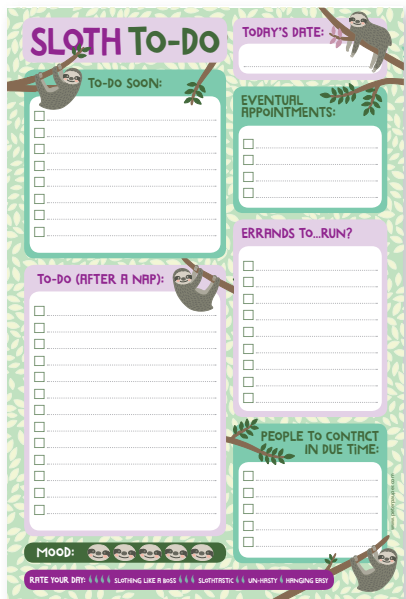 SLOTH TO-DO
TODAY'S DATE:
TO-DO SOON:
EVENTUAL
APPOINTMENTS:
ERRANDS TO...RUN?
TO-DO (AFTER A NAP):
PEOPLE TO CONTACT
IN DUE TIME:
MOOD:
RATE YOUR DAY: SLOTHING LIKE A BOSS SLOTHTASTIC UN-HASTY HANGING EASY